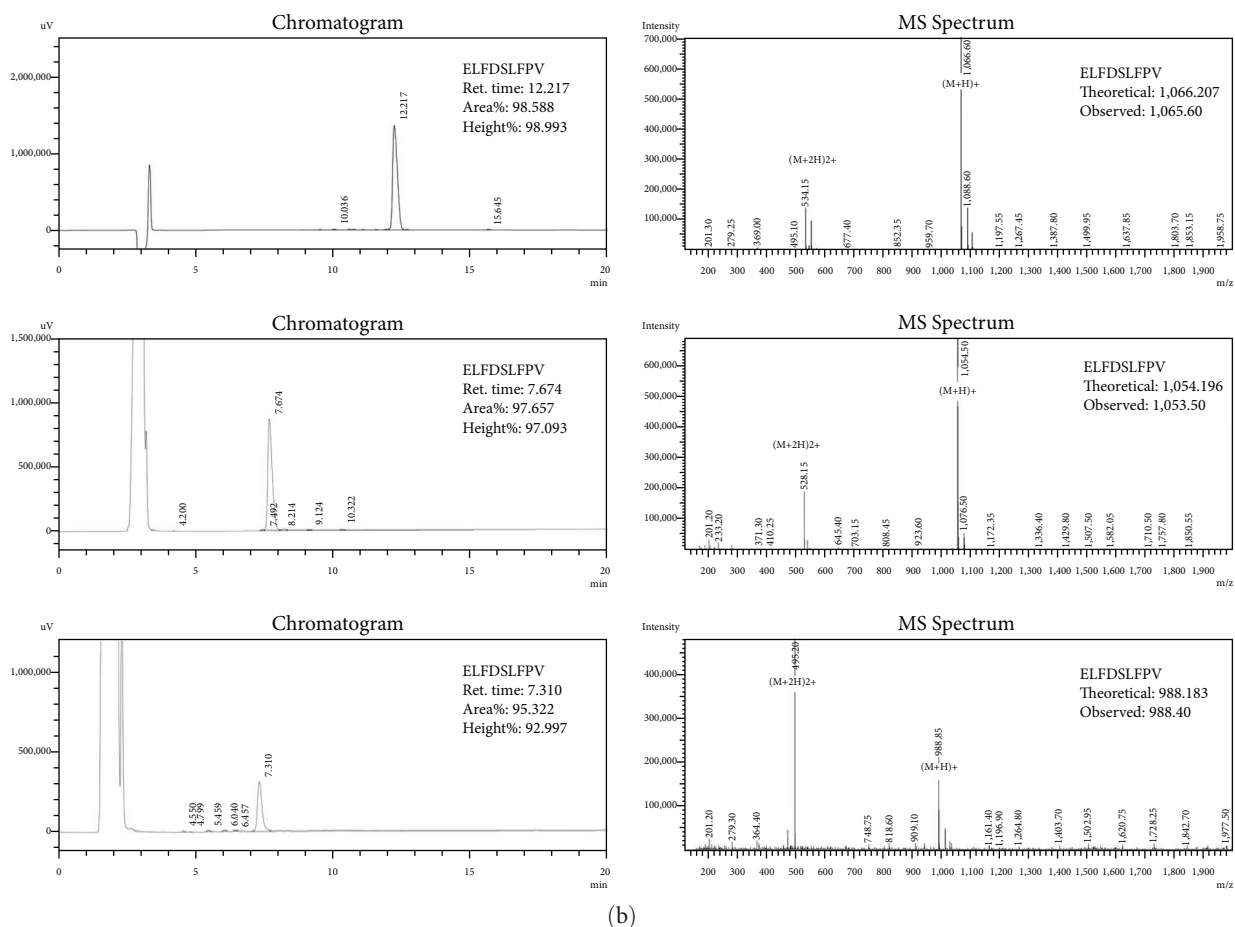 Chromatogram
uV
2,000,000
1,000,000
0
0
5
10
15
20
min
10.036
12.217
15.645
ELFDSLFPV
Ret. time: 12.217
Area%: 98.588
Height%: 98.993
MS Spectrum
Intensity
700,000
600,000
500,000
400,000
300,000
200,000
100,000
201.30
279.25
369.00
495.10
(M+2H)2+
534.15
677.40
852.35
959.70
(M+H)+
1,066.60
1,088.60
1,197.55
1,267.45
1,387.80
1,499.95
1,637.85
1,803.70
1,853.15
1,958.75
ELFDSLFPV
Theoretical: 1,066.207
Observed: 1,065.60
200 300 400 500 600 700 800 900 1,000 1,100 1,200 1,300 1,400 1,500 1,600 1,700 1,800 1,900
m/z
Chromatogram
uV
1,500,000
1,000,000
500,000
0
0
5
10
15
20
min
4.200
7.492
7.674
8.214
9.124
10.322
ELFDSLFPV
Ret. time: 7.674
Area%: 97.657
Height%: 97.093
MS Spectrum
Intensity
600,000
500,000
400,000
300,000
200,000
100,000
201.20
233.20
371.30
410.25
(M+2H)2+
528.15
645.40
703.15
808.45
923.60
(M+H)+
1,054.50
1,076.50
1,172.35
1,336.40
1,429.80
1,507.50
1,582.05
1,710.50
1,757.80
1,850.55
ELFDSLFPV
Theoretical: 1,054.196
Observed: 1,053.50
200 300 400 500 600 700 800 900 1,000 1,100 1,200 1,300 1,400 1,500 1,600 1,700 1,800 1,900
m/z
Chromatogram
uV
1,000,000
500,000
0
0
5
10
15
20
min
4.550
4.799
5.459
6.040
6.457
7.310
ELFDSLFPV
Ret. time: 7.310
Area%: 95.322
Height%: 92.997
MS Spectrum
Intensity
400,000
300,000
200,000
100,000
201.20
279.30
364.40
(M+2H)2+
495.20
748.75
818.60
909.10
(M+H)+
988.85
1,161.40
1,196.90
1,264.80
1,403.70
1,502.95
1,620.75
1,728.25
1,842.70
1,977.50
ELFDSLFPV
Theoretical: 988.183
Observed: 988.40
200 300 400 500 600 700 800 900 1,000 1,100 1,200 1,300 1,400 1,500 1,600 1,700 1,800 1,900
m/z
(b)